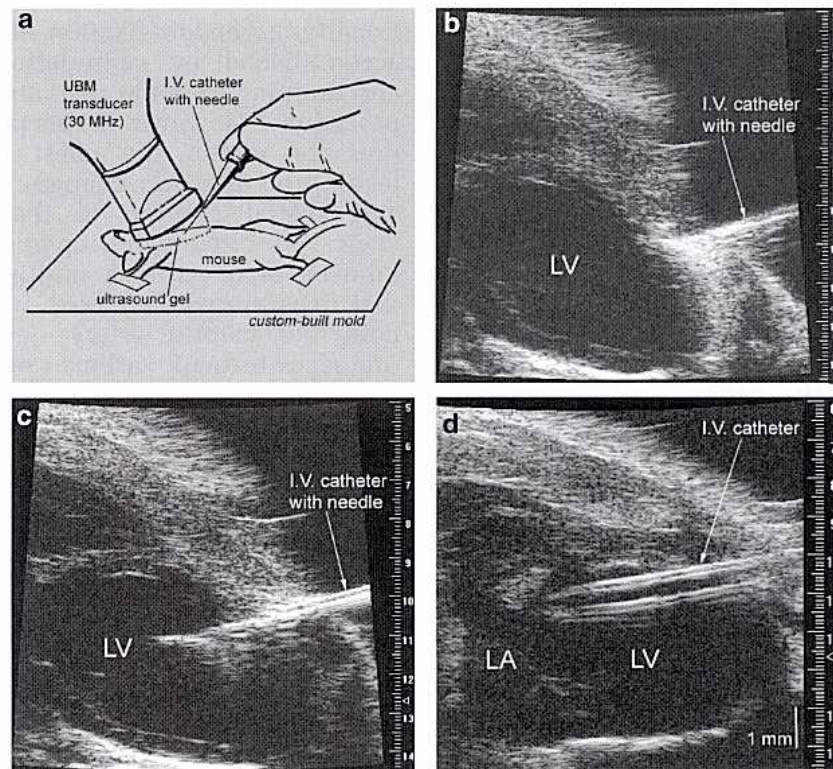 a
UBM
transducer
(30 MHz)
I.V. catheter
with needle
mouse
ultrasound gel
custom-built mold
b
I.V. catheter
with needle
LV
c
I.V. catheter
with needle
LV
5
6
7
8
9
10
11
12
13
14
d
I.V. catheter
LA
LV
1 mm